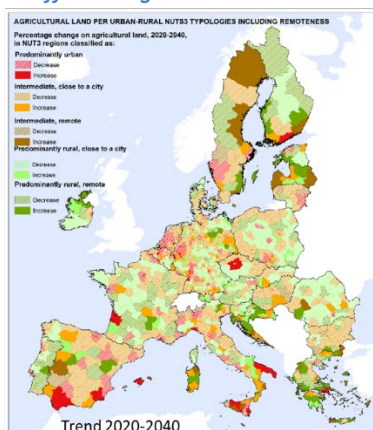 AGRICULTURAL LAND PER URBAN-RURAL NUTS3 TYPOLOGIES INCLUDING REMOTENESS
Percentage change on agricultural land, 2020-2040,
in NUT3 regions classified as:
Predominantly urban
Decrease
Increase
Intermediate, close to a city
Decrease
Increase
Intermediate, remote
Decrease
Increase
Predominantly rural, close to a city
Decrease
Increase
Predominantly rural, remote
Decrease
Increase
Trend 2020-2040